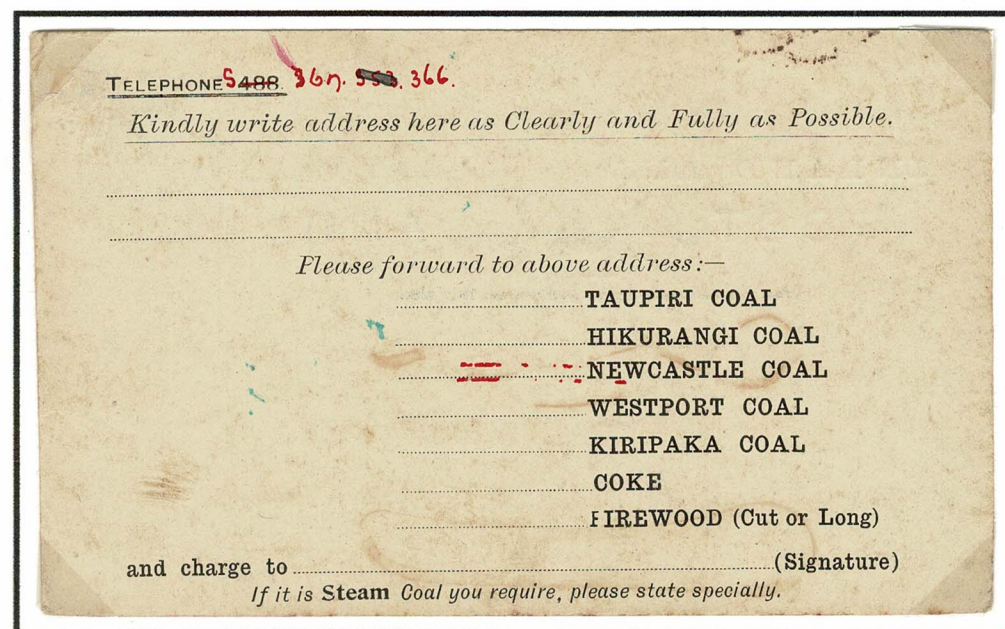 TELEPHONE 5488. 367. 553. 366.
Kindly write address here as Clearly and Fully as Possible.
Please forward to above address:—
TAUPIRI COAL
HIKURANGI COAL
NEWCASTLE COAL
WESTPORT COAL
KIRIPAKA COAL
COKE
FIREWOOD (Cut or Long)
and charge to (Signature)
If it is Steam Coal you require, please state specially.